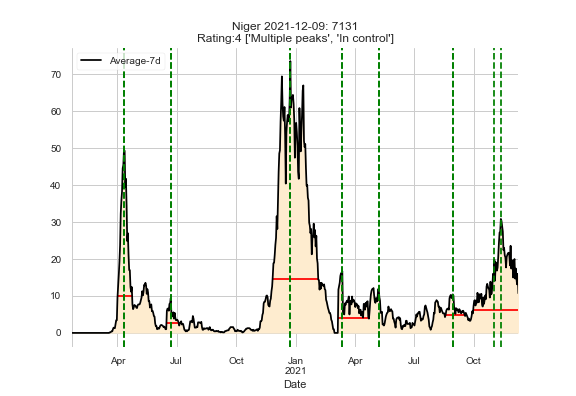 Niger 2021-12-09: 7131
Rating:4 ['Multiple peaks', 'In control']
Average-7d
70
60
50
40
30
20
10
0
Apr Jul Oct Jan Apr Jul Oct
2021
Date